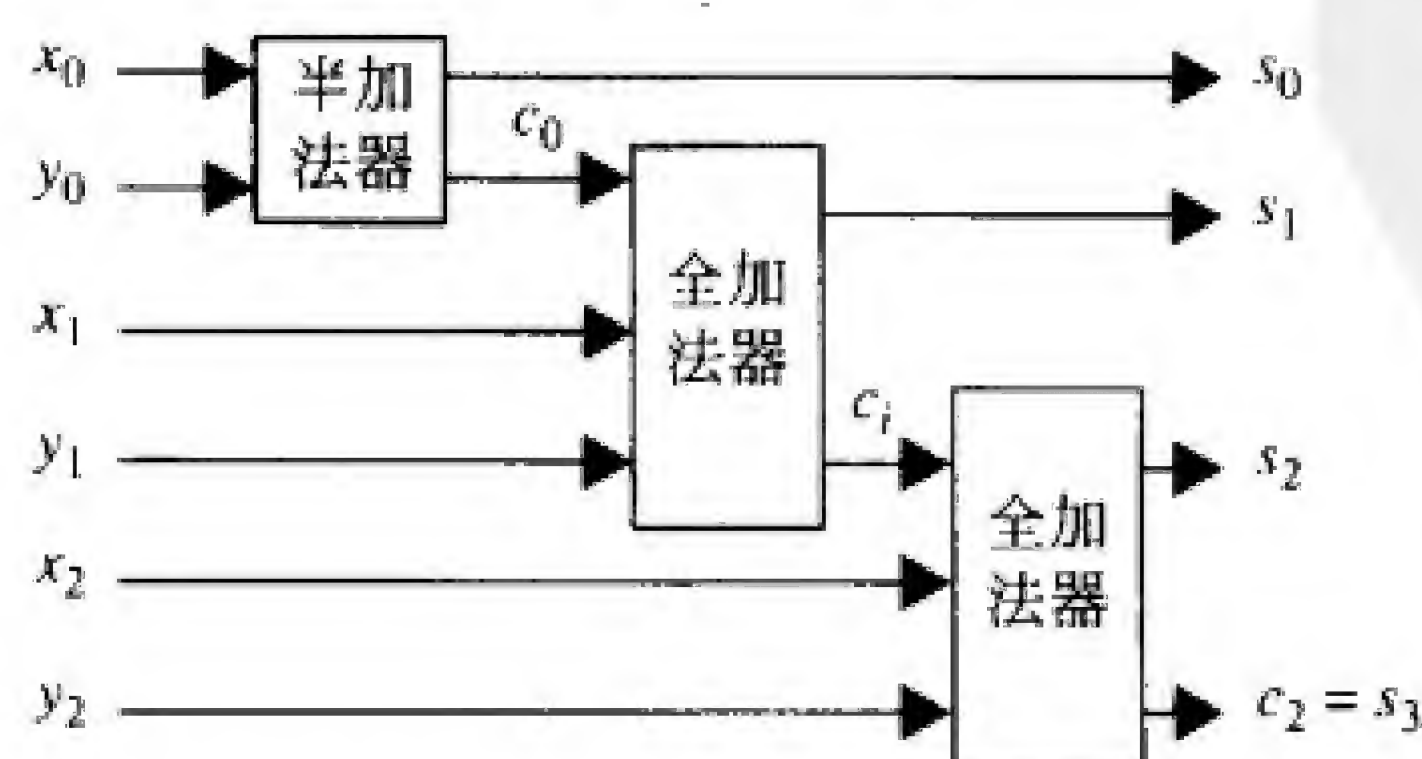 x₀
半加
法器
s₀
c₀
y₀
s₁
全加
法器
x₁
cᵢ
y₁
s₂
全加
法器
x₂
y₂
c₂ = s₃